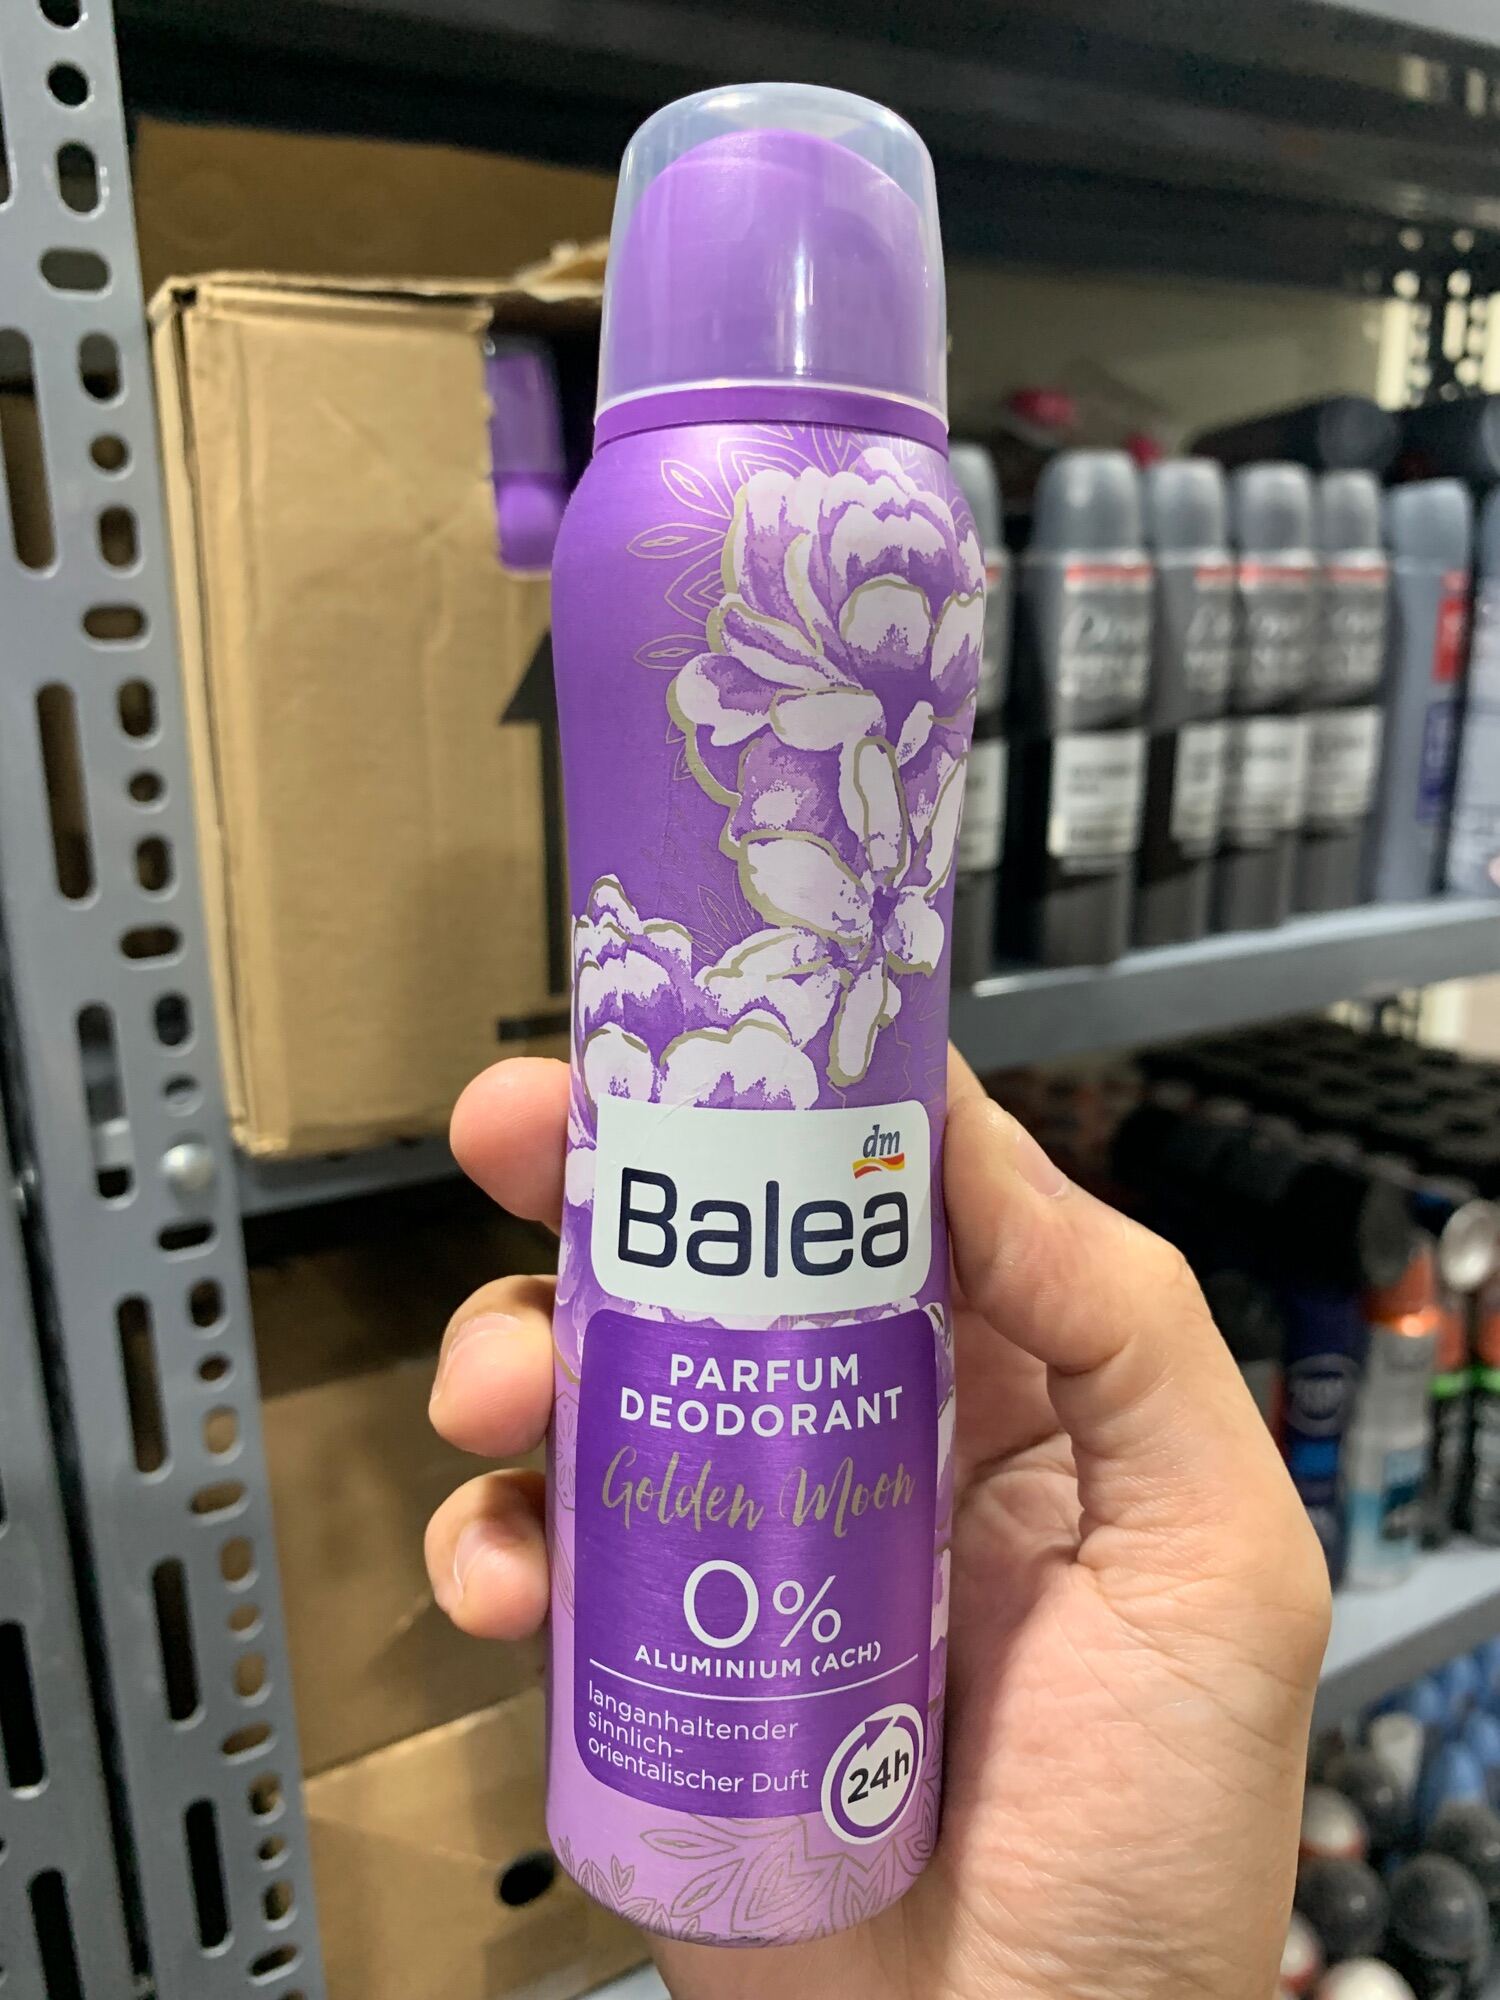 dm
Balea
PARFUM
DEODORANT
Golden Moon
0%
ALUMINIUM (ACH)
langanhaltender
sinnlich-
orientalischer Duft
24h